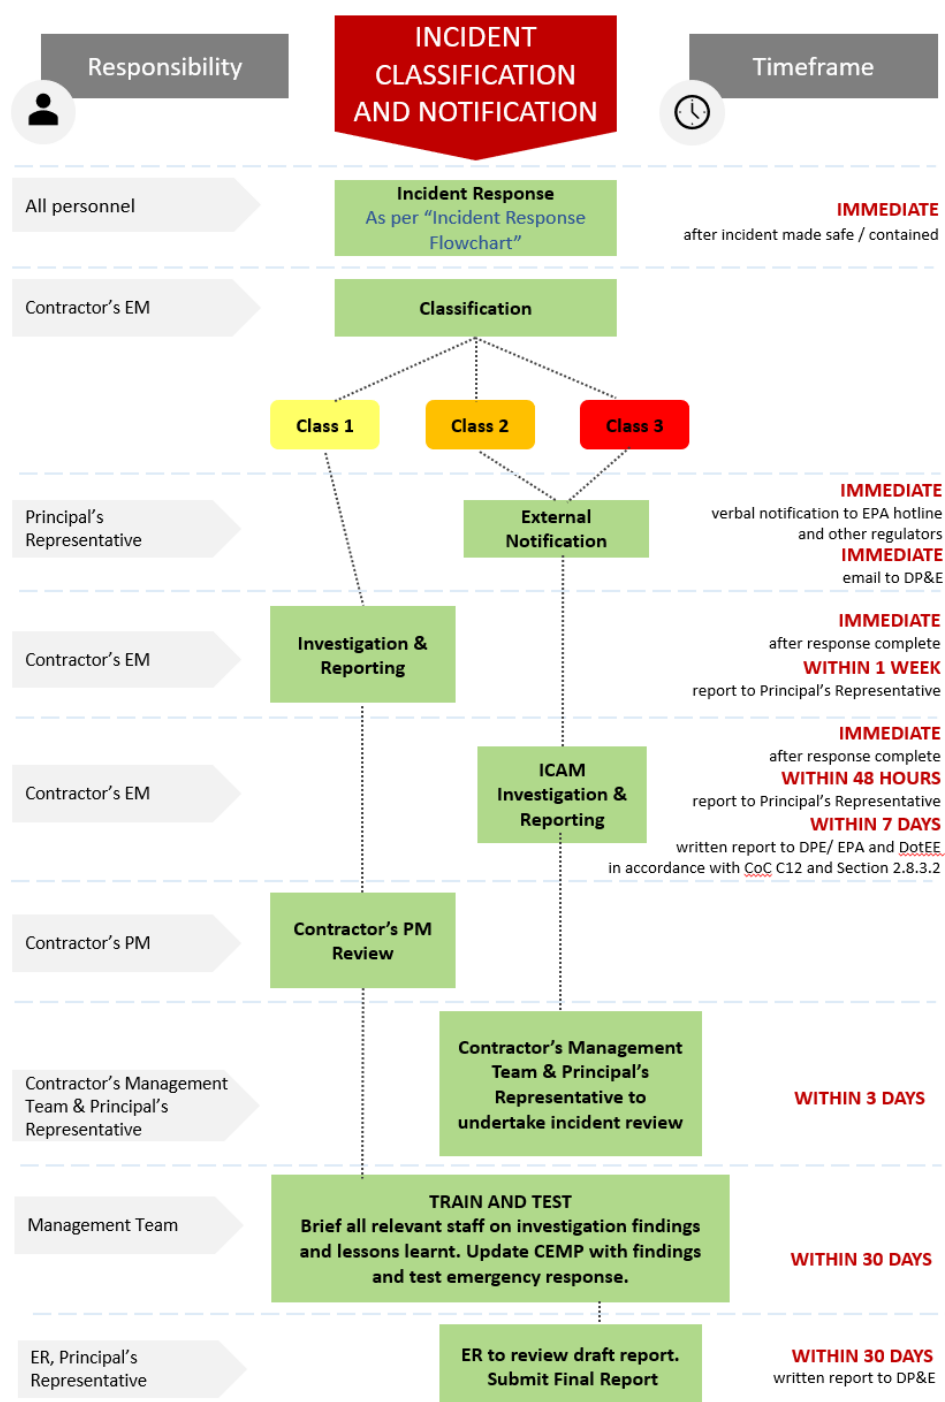 Responsibility
INCIDENT
CLASSIFICATION
AND NOTIFICATION
Timeframe
All personnel
Incident Response
As per “Incident Response
Flowchart”
IMMEDIATE
after incident made safe / contained
Contractor’s EM
Classification
Class 1
Class 2
Class 3
Principal’s
Representative
External
Notification
IMMEDIATE
verbal notification to EPA hotline
and other regulators
IMMEDIATE
email to DP&E
Contractor’s EM
Investigation &
Reporting
IMMEDIATE
after response complete
WITHIN 1 WEEK
report to Principal’s Representative
Contractor’s EM
ICAM
Investigation &
Reporting
IMMEDIATE
after response complete
WITHIN 48 HOURS
report to Principal’s Representative
WITHIN 7 DAYS
written report to DPE/ EPA and DotEE
in accordance with CoC C12 and Section 2.8.3.2
Contractor’s PM
Contractor’s PM
Review
Contractor’s Management
Team & Principal’s
Representative
Contractor’s Management
Team & Principal’s
Representative to
undertake incident review
WITHIN 3 DAYS
Management Team
TRAIN AND TEST
Brief all relevant staff on investigation findings
and lessons learnt. Update CEMP with findings
and test emergency response.
WITHIN 30 DAYS
ER, Principal’s
Representative
ER to review draft report.
Submit Final Report
WITHIN 30 DAYS
written report to DP&E